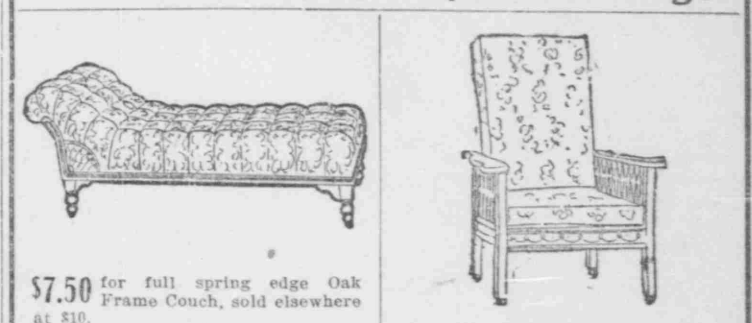 $7.50 for full spring edge Oak
Frame Couch, sold elsewhere
at $10.